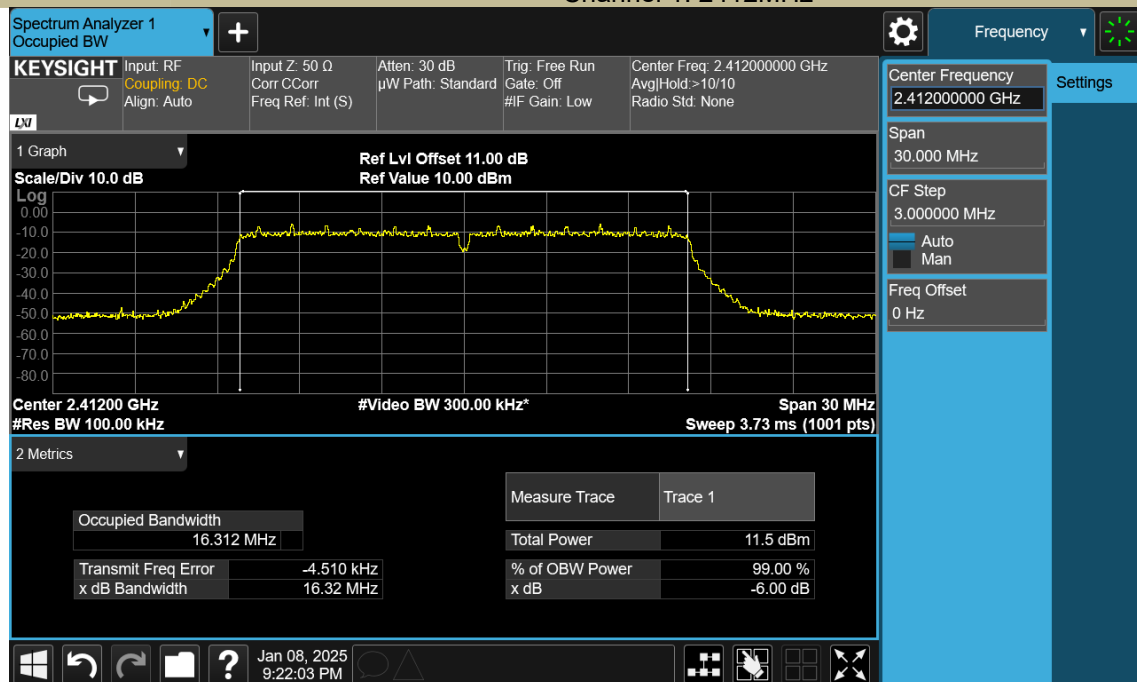 Channel 1: 2412MHz
Spectrum Analyzer 1
Occupied BW
Frequency
KEYSIGHT
LXI
Input: RF
Coupling: DC
Align: Auto
Input Z: 50 Ω
Corr CCorr
Freq Ref: Int (S)
Atten: 30 dB
µW Path: Standard
Trig: Free Run
Gate: Off
#IF Gain: Low
Center Freq: 2.412000000 GHz
Avg|Hold:>10/10
Radio Std: None
Center Frequency
2.412000000 GHz
Settings
Span
30.000 MHz
CF Step
3.000000 MHz
Auto
Man
Freq Offset
0 Hz
1 Graph
Scale/Div 10.0 dB
Ref Lvl Offset 11.00 dB
Ref Value 10.00 dBm
Log
0.00
-10.0
-20.0
-30.0
-40.0
-50.0
-60.0
-70.0
-80.0
Center 2.41200 GHz
#Video BW 300.00 kHz*
Span 30 MHz
#Res BW 100.00 kHz
Sweep 3.73 ms (1001 pts)
2 Metrics
Measure Trace
Trace 1
Occupied Bandwidth
16.312 MHz
Total Power
11.5 dBm
Transmit Freq Error
-4.510 kHz
% of OBW Power
99.00 %
x dB Bandwidth
16.32 MHz
x dB
-6.00 dB
?
Jan 08, 2025
9:22:03 PM